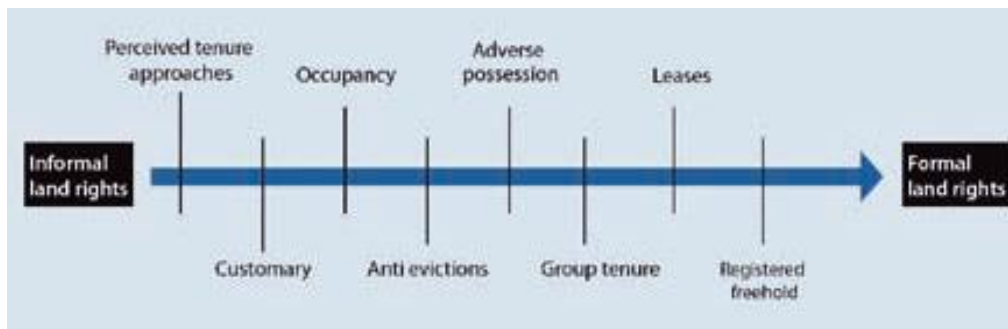 Perceived tenure
approaches
Occupancy
Adverse
possession
Leases
Informal
land rights
Formal
land rights
Customary
Anti evictions
Group tenure
Registered
freehold